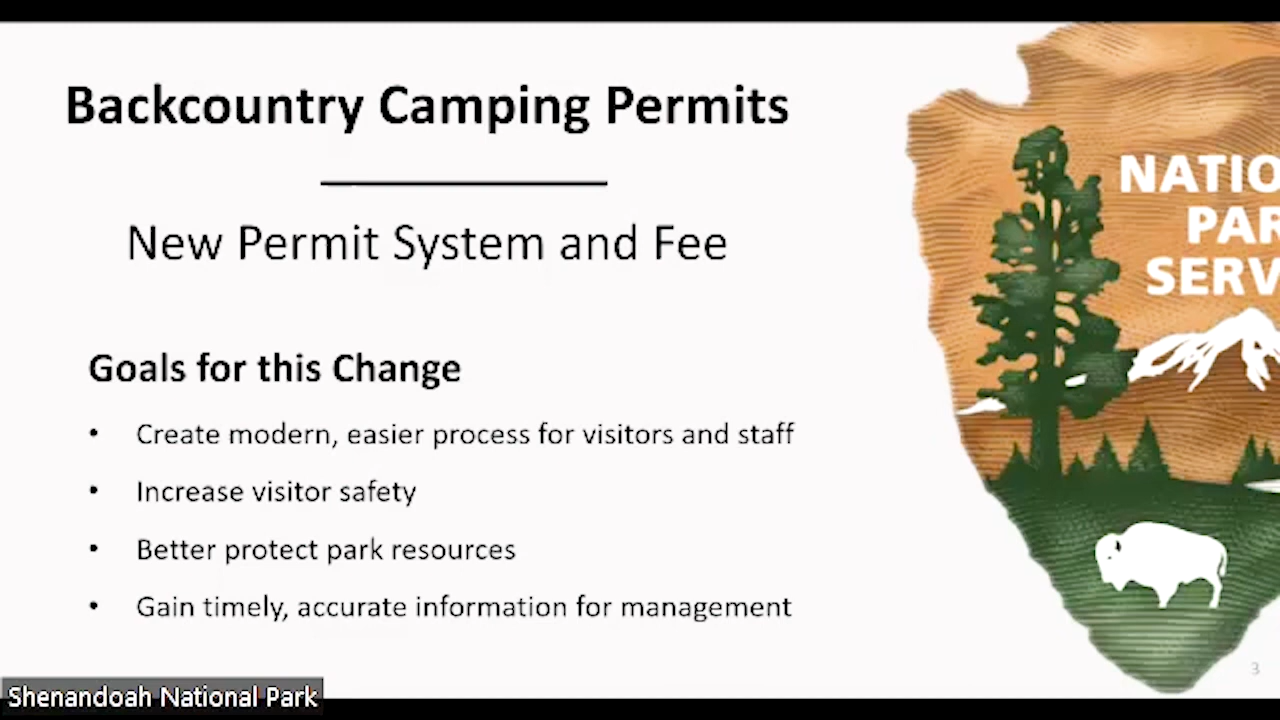 Backcountry Camping Permits
New Permit System and Fee
Goals for this Change
• Create modern, easier process for visitors and staff
• Increase visitor safety
• Better protect park resources
• Gain timely, accurate information for management
NATIO
PAR
SERV
3
Shenandoah National Park